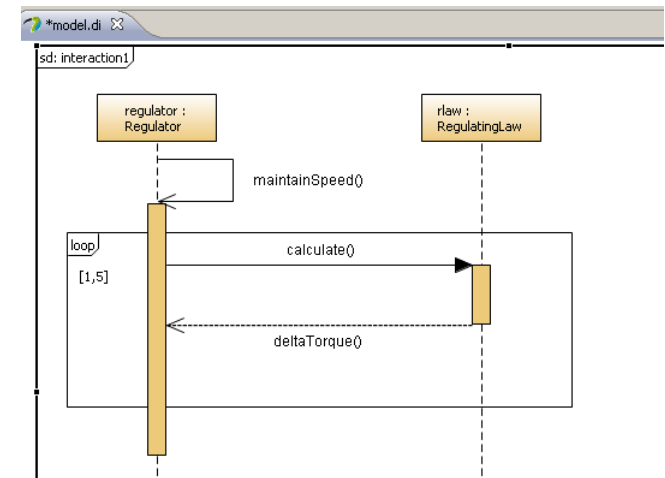 *model.di
sd: interaction1
regulator :
Regulator
rlaw :
RegulatingLaw
maintainSpeed()
loop
calculate()
[1,5]
deltaTorque()